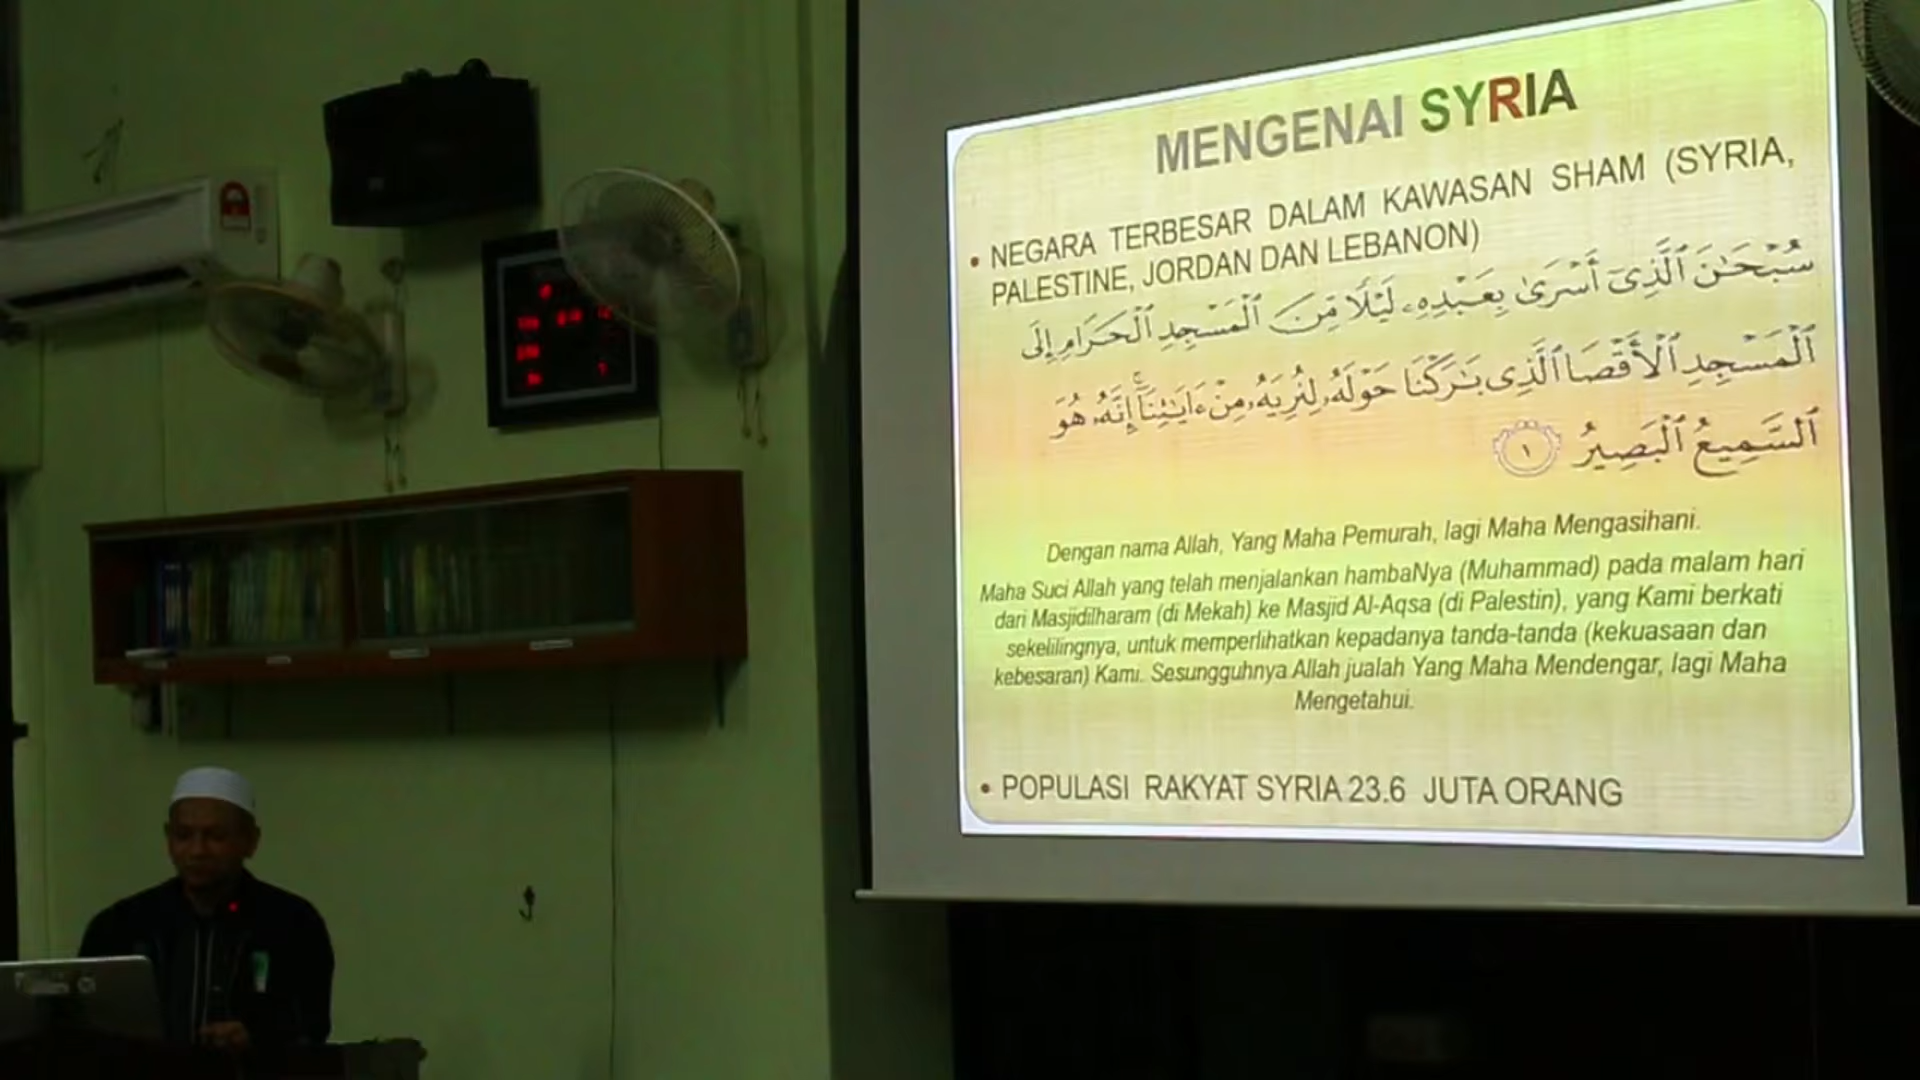 MENGENAI SYRIA
• NEGARA TERBESAR DALAM KAWASAN SHAM (SYRIA,
PALESTINE, JORDAN DAN LEBANON)
سُبْحَـٰنَ ٱلَّذِىٓ أَسْرَىٰ بِعَبْدِهِۦ لَيْلًا مِّنَ ٱلْمَسْجِدِ ٱلْحَرَامِ إِلَى
ٱلْمَسْجِدِ ٱلْأَقْصَا ٱلَّذِى بَـٰرَكْنَا حَوْلَهُۥ لِنُرِيَهُۥ مِنْ ءَايَـٰتِنَآ ۚ إِنَّهُۥ هُوَ
ٱلسَّمِيعُ ٱلْبَصِيرُ ١
Dengan nama Allah, Yang Maha Pemurah, lagi Maha Mengasihani.
Maha Suci Allah yang telah menjalankan hambaNya (Muhammad) pada malam hari
dari Masjidilharam (di Mekah) ke Masjid Al-Aqsa (di Palestin), yang Kami berkati
sekelilingnya, untuk memperlihatkan kepadanya tanda-tanda (kekuasaan dan
kebesaran) Kami. Sesungguhnya Allah jualah Yang Maha Mendengar, lagi Maha
Mengetahui.
• POPULASI RAKYAT SYRIA 23.6 JUTA ORANG